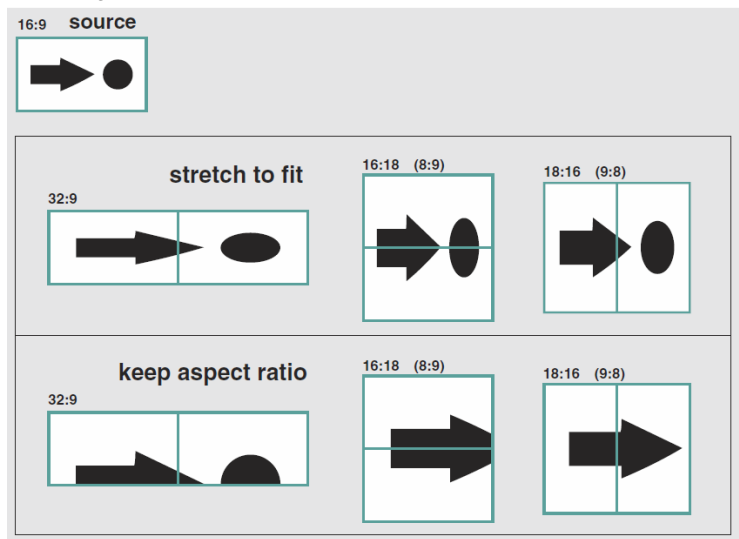 16:9 source
stretch to fit
32:9
16:18 (8:9)
18:16 (9:8)
keep aspect ratio
32:9
16:18 (8:9)
18:16 (9:8)